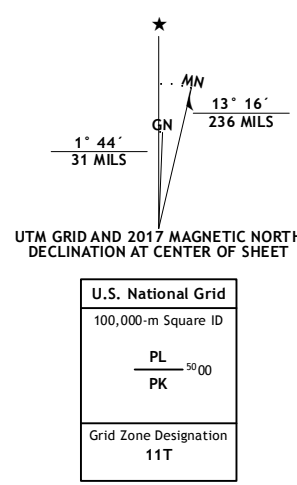 ★
MN
GN
13° 16´
236 MILS
1° 44´
31 MILS
UTM GRID AND 2017 MAGNETIC NORTH
DECLINATION AT CENTER OF SHEET
U.S. National Grid
100,000-m Square ID
PL
5000
PK
Grid Zone Designation
11T